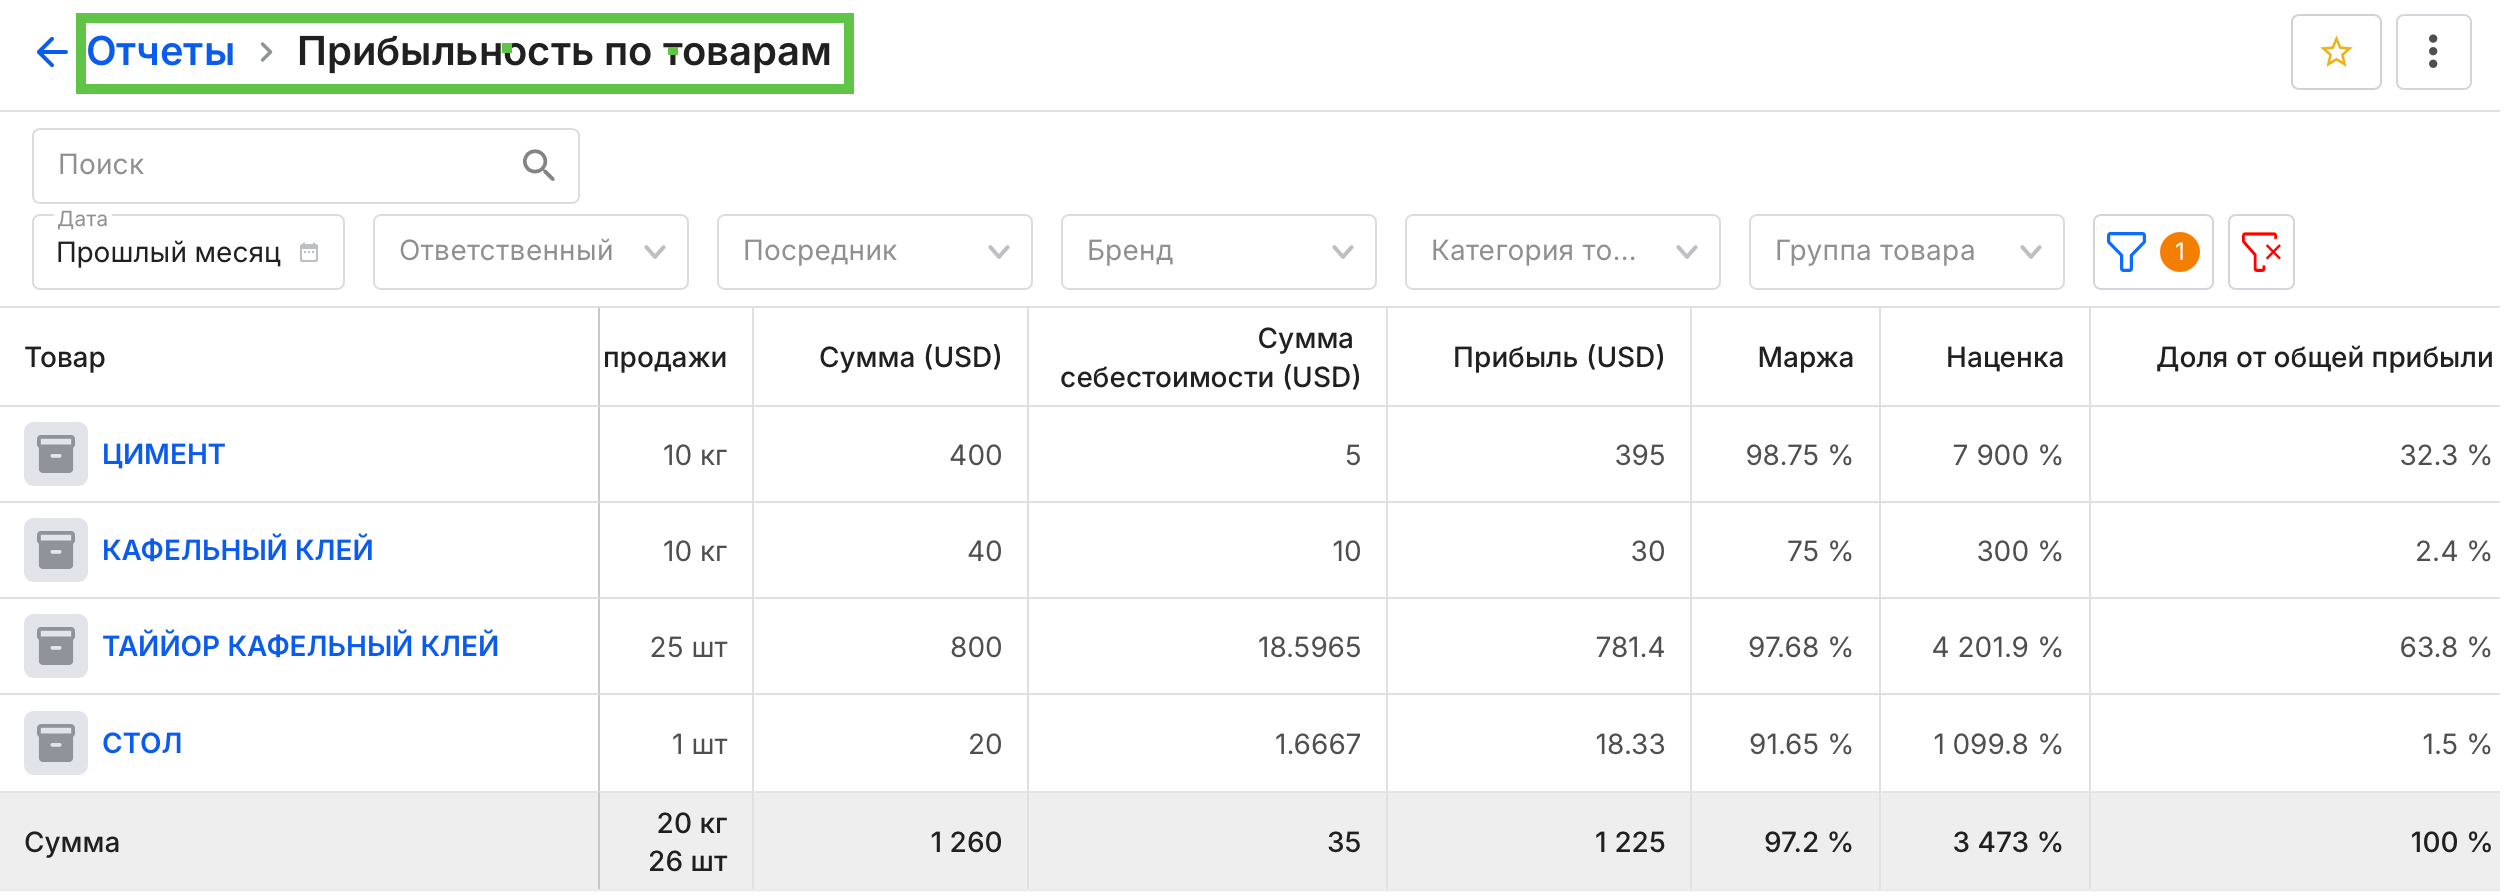 Отчеты > Прибыльность по товарам
Поиск
Дата
Прошлый месяц Ответственный Посредник Бренд Категория то... Группа товара 1
Товар продажи Сумма (USD) Сумма себестоимости (USD) Прибыль (USD) Маржа Наценка Доля от общей прибыли
ЦИМЕНТ 10 кг 400 5 395 98.75 % 7 900 % 32.3 %
КАФЕЛЬНЫЙ КЛЕЙ 10 кг 40 10 30 75 % 300 % 2.4 %
ТАЙЙОР КАФЕЛЬНЫЙ КЛЕЙ 25 шт 800 18.5965 781.4 97.68 % 4 201.9 % 63.8 %
СТОЛ 1 шт 20 1.6667 18.33 91.65 % 1 099.8 % 1.5 %
Сумма 20 кг 26 шт 1 260 35 1 225 97.2 % 3 473 % 100 %